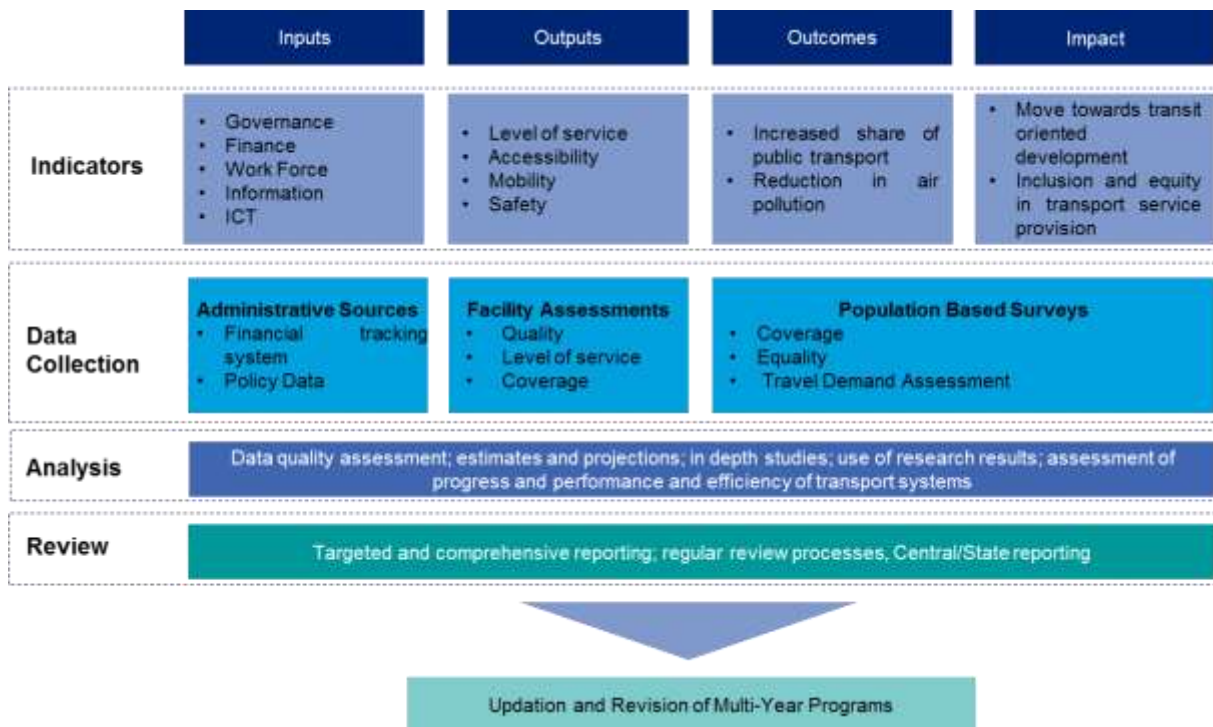 Inputs
Outputs
Outcomes
Impact
Indicators
• Governance
• Finance
• Work Force
• Information
• ICT
• Level of service
• Accessibility
• Mobility
• Safety
• Increased share of
public transport
• Reduction in air
pollution
• Move towards transit
oriented
development
• Inclusion and equity
in transport service
provision
Data
Collection
Administrative Sources
• Financial tracking
system
• Policy Data
Facility Assessments
• Quality
• Level of service
• Coverage
Population Based Surveys
• Coverage
• Equality
• Travel Demand Assessment
Analysis
Data quality assessment; estimates and projections; in depth studies; use of research results; assessment of
progress and performance and efficiency of transport systems
Review
Targeted and comprehensive reporting; regular review processes, Central/State reporting
Updation and Revision of Multi-Year Programs